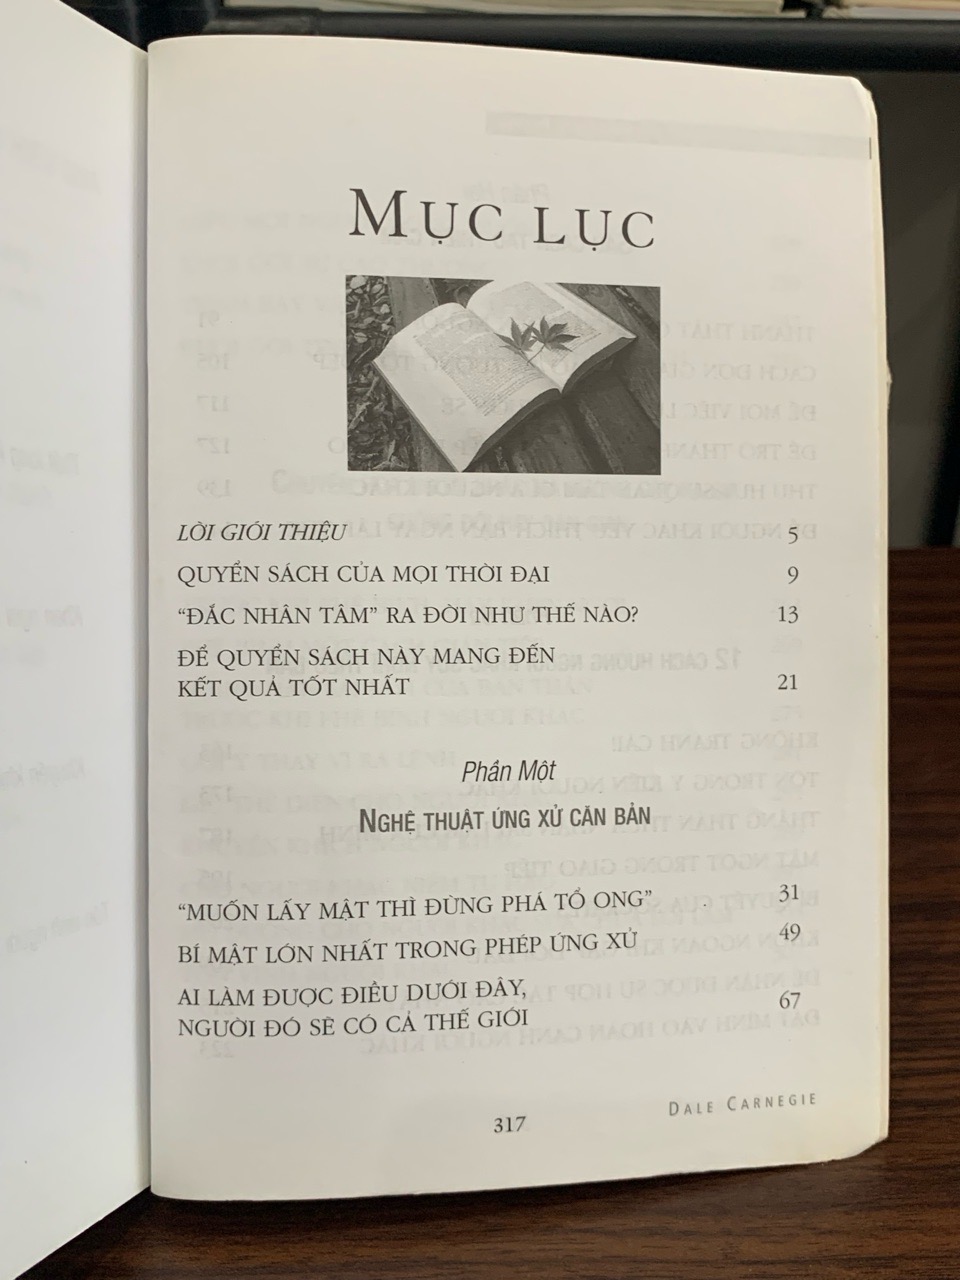 MỤC LỤC
LỜI GIỚI THIỆU 5
QUYỂN SÁCH CỦA MỌI THỜI ĐẠI 9
“ĐẮC NHÂN TÂM” RA ĐỜI NHƯ THẾ NÀO? 13
ĐỂ QUYỂN SÁCH NÀY MANG ĐẾN
KẾT QUẢ TỐT NHẤT 21
Phần Một
NGHỆ THUẬT ỨNG XỬ CĂN BẢN
“MUỐN LẤY MẬT THÌ ĐỪNG PHÁ TỔ ONG” 31
BÍ MẬT LỚN NHẤT TRONG PHÉP ỨNG XỬ 49
AI LÀM ĐƯỢC ĐIỀU DƯỚI ĐÂY,
NGƯỜI ĐÓ SẼ CÓ CẢ THẾ GIỚI 67
317
DALE CARNEGIE